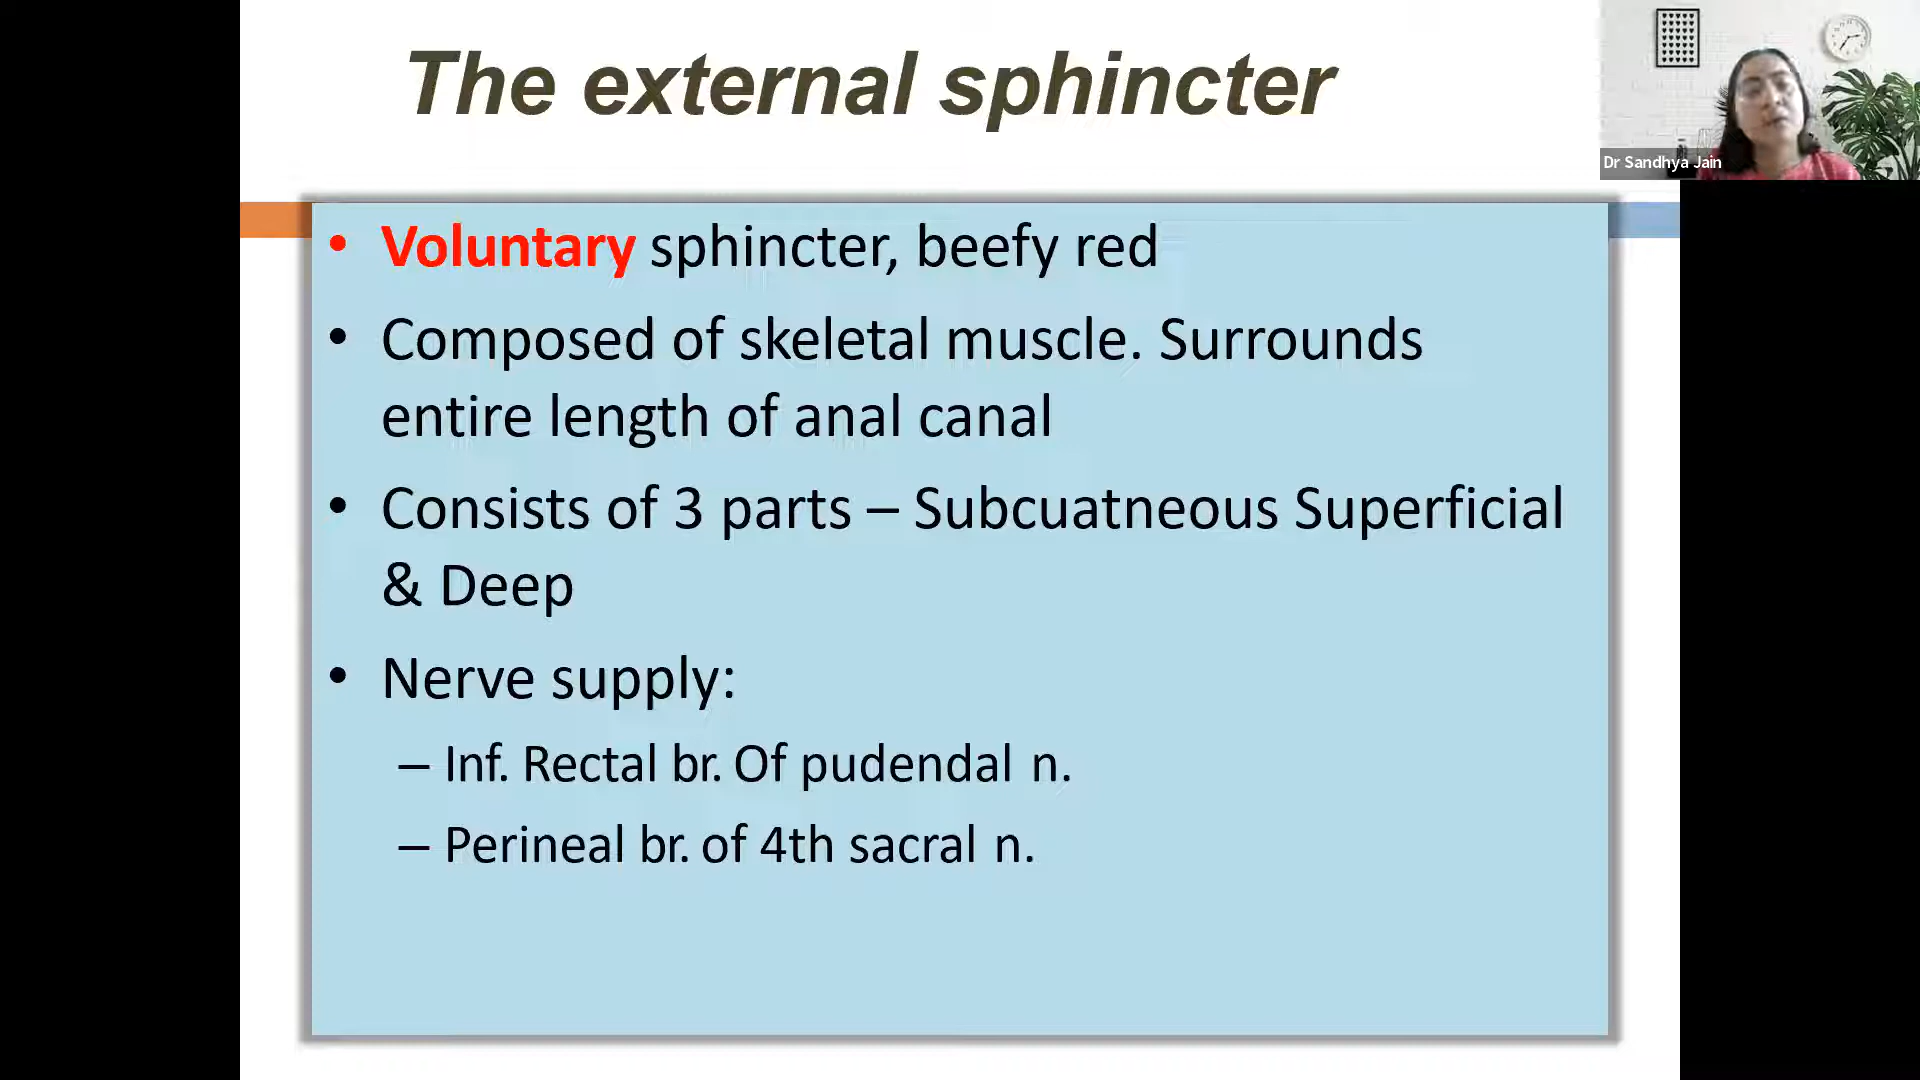 The external sphincter
Dr Sandhya Jain
• Voluntary sphincter, beefy red
• Composed of skeletal muscle. Surrounds
entire length of anal canal
• Consists of 3 parts – Subcuatneous Superficial
& Deep
• Nerve supply:
– Inf. Rectal br. Of pudendal n.
– Perineal br. of 4th sacral n.